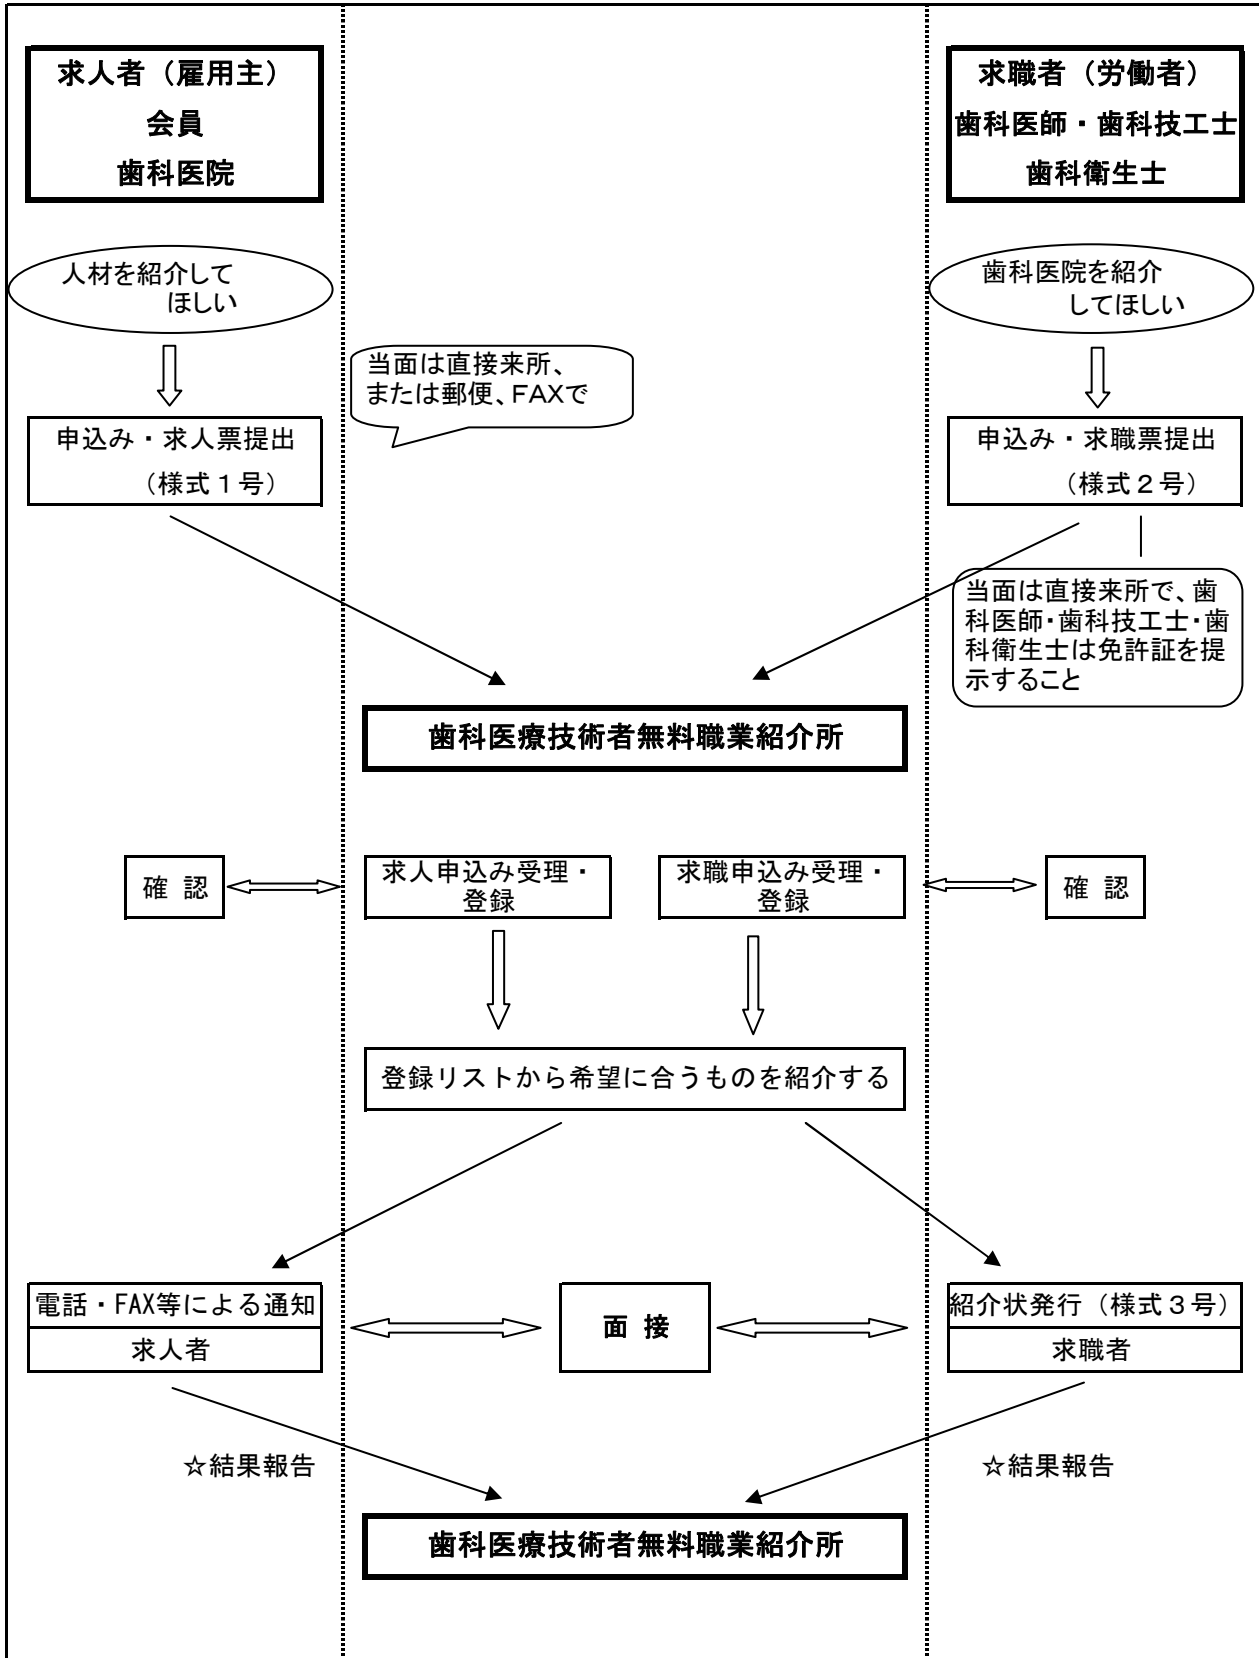 求人者（雇用主）
会員
歯科医院
求職者（労働者）
歯科医師・歯科技工士
歯科衛生士
人材を紹介して
ほしい
歯科医院を紹介
してほしい
当面は直接来所、
または郵便、FAXで
申込み・求人票提出
（様式１号）
申込み・求職票提出
（様式２号）
当面は直接来所で、歯
科医師・歯科技工士・歯
科衛生士は免許証を提
示すること
歯科医療技術者無料職業紹介所
確 認
求人申込み受理・
登録
求職申込み受理・
登録
確 認
登録リストから希望に合うものを紹介する
電話・FAX等による通知
求人者
面 接
紹介状発行（様式３号）
求職者
☆結果報告
☆結果報告
歯科医療技術者無料職業紹介所